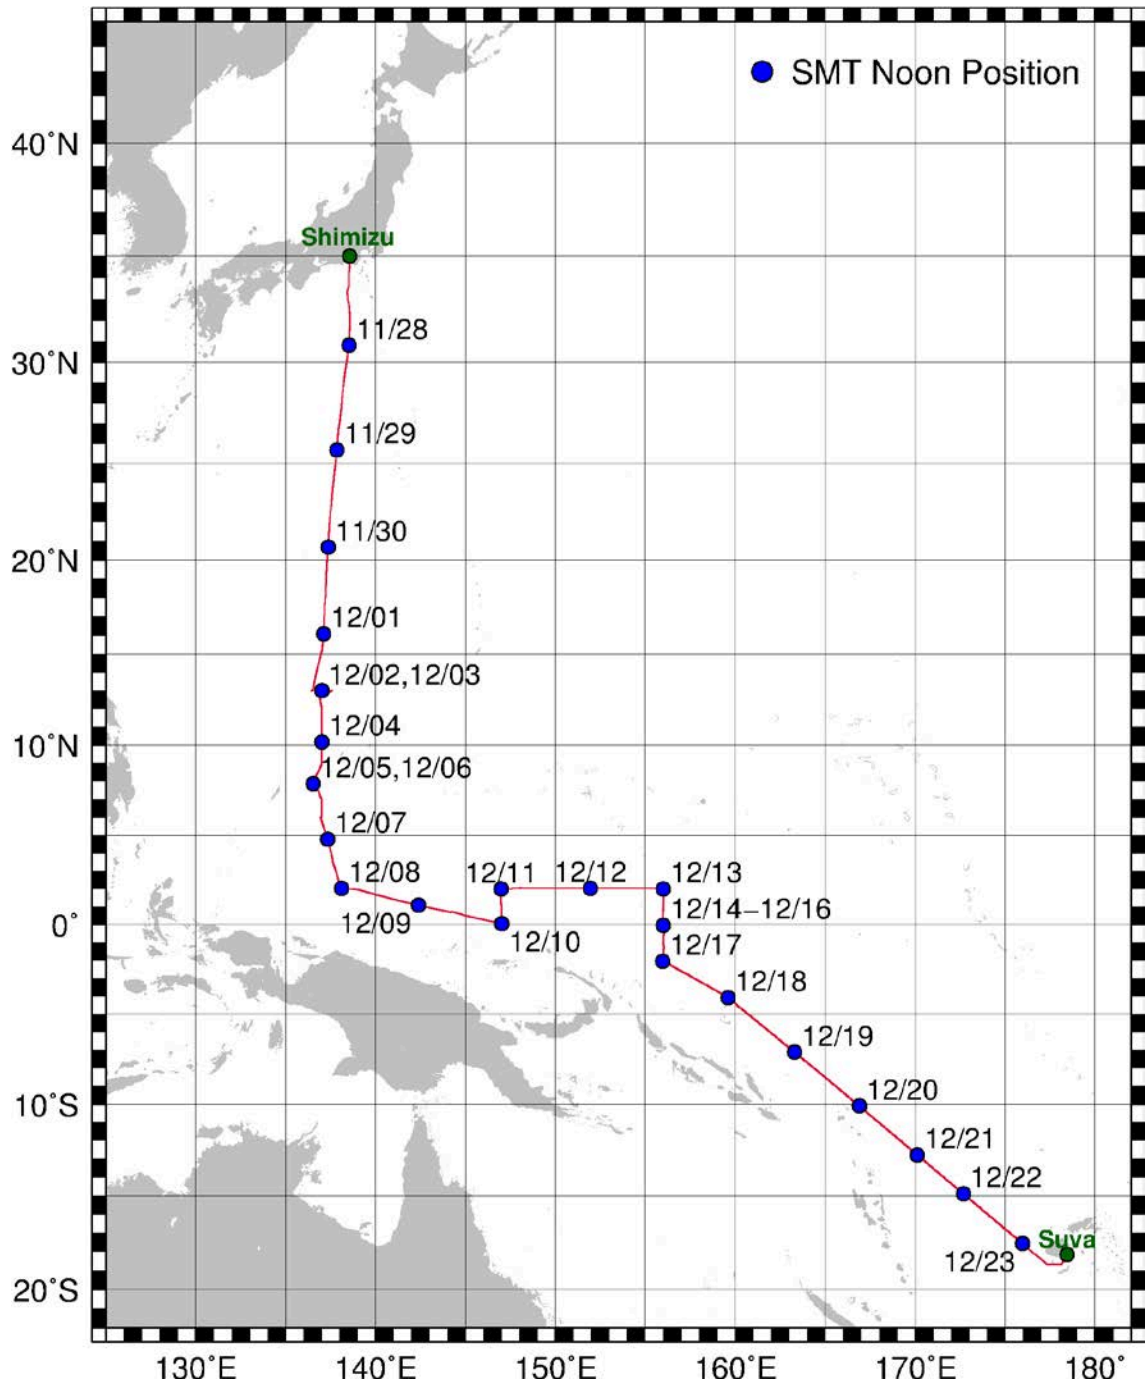 SMT Noon Position
40˚N
Shimizu
11/28
30˚N
11/29
11/30
20˚N
12/01
12/02,12/03
12/04
10˚N
12/05,12/06
12/07
12/08
12/11
12/12
12/13
12/09
12/14–12/16
0˚
12/10
12/17
12/18
12/19
12/20
10˚S
12/21
12/22
Suva
12/23
20˚S
130˚E
140˚E
150˚E
160˚E
170˚E
180˚